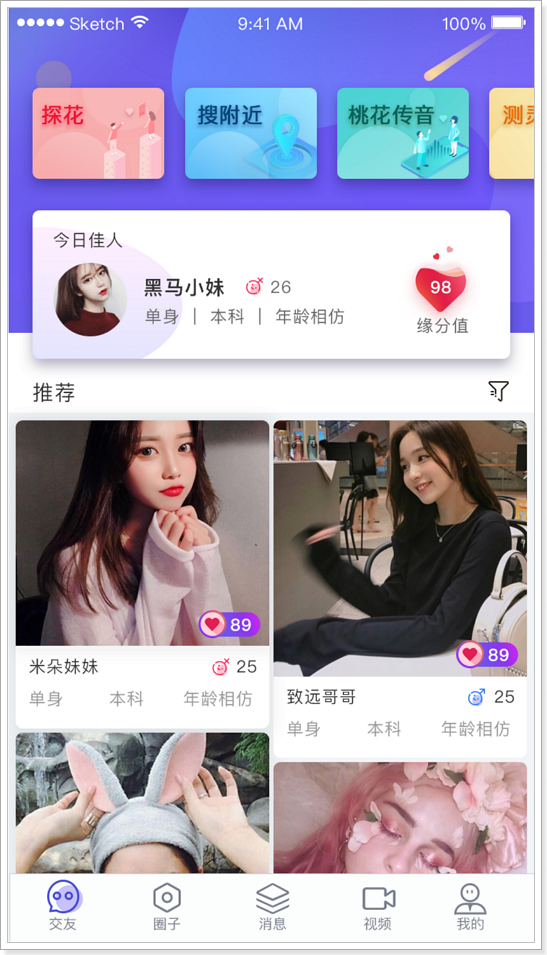 Sketch 9:41 AM 100%
探花 搜附近 桃花传音 测灵
今日佳人
黑马小妹 26
98
单身 | 本科 | 年龄相仿
缘分值
推荐
89
89
米朵妹妹 25
单身 本科 年龄相仿
致远哥哥 25
单身 本科 年龄相仿
交友 圈子 消息 视频 我的